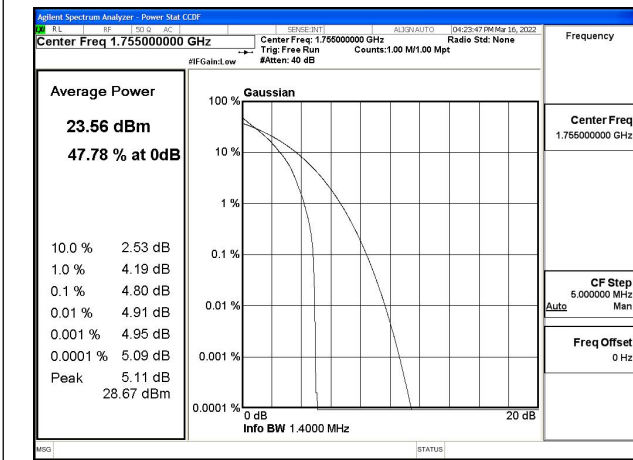 Agilent Spectrum Analyzer - Power Stat CCDF
RL RF 50 Ω AC SENSE:INT ALIGN AUTO 04:23:47 PM Mar 16, 2022
Center Freq 1.755000000 GHz
Center Freq: 1.755000000 GHz Radio Std: None
Trig: Free Run Counts:1.00 M/1.00 Mpt
#IFGain:Low #Atten: 40 dB
Frequency
Center Freq
1.755000000 GHz
CF Step
5.000000 MHz
Auto Man
Freq Offset
0 Hz
Average Power
23.56 dBm
47.78 % at 0dB
10.0 % 2.53 dB
1.0 % 4.19 dB
0.1 % 4.80 dB
0.01 % 4.91 dB
0.001 % 4.95 dB
0.0001 % 5.09 dB
Peak 5.11 dB
28.67 dBm
Gaussian
100 %
10 %
1 %
0.1 %
0.01 %
0.001 %
0.0001 %
0 dB 20 dB
Info BW 1.4000 MHz
MSG STATUS